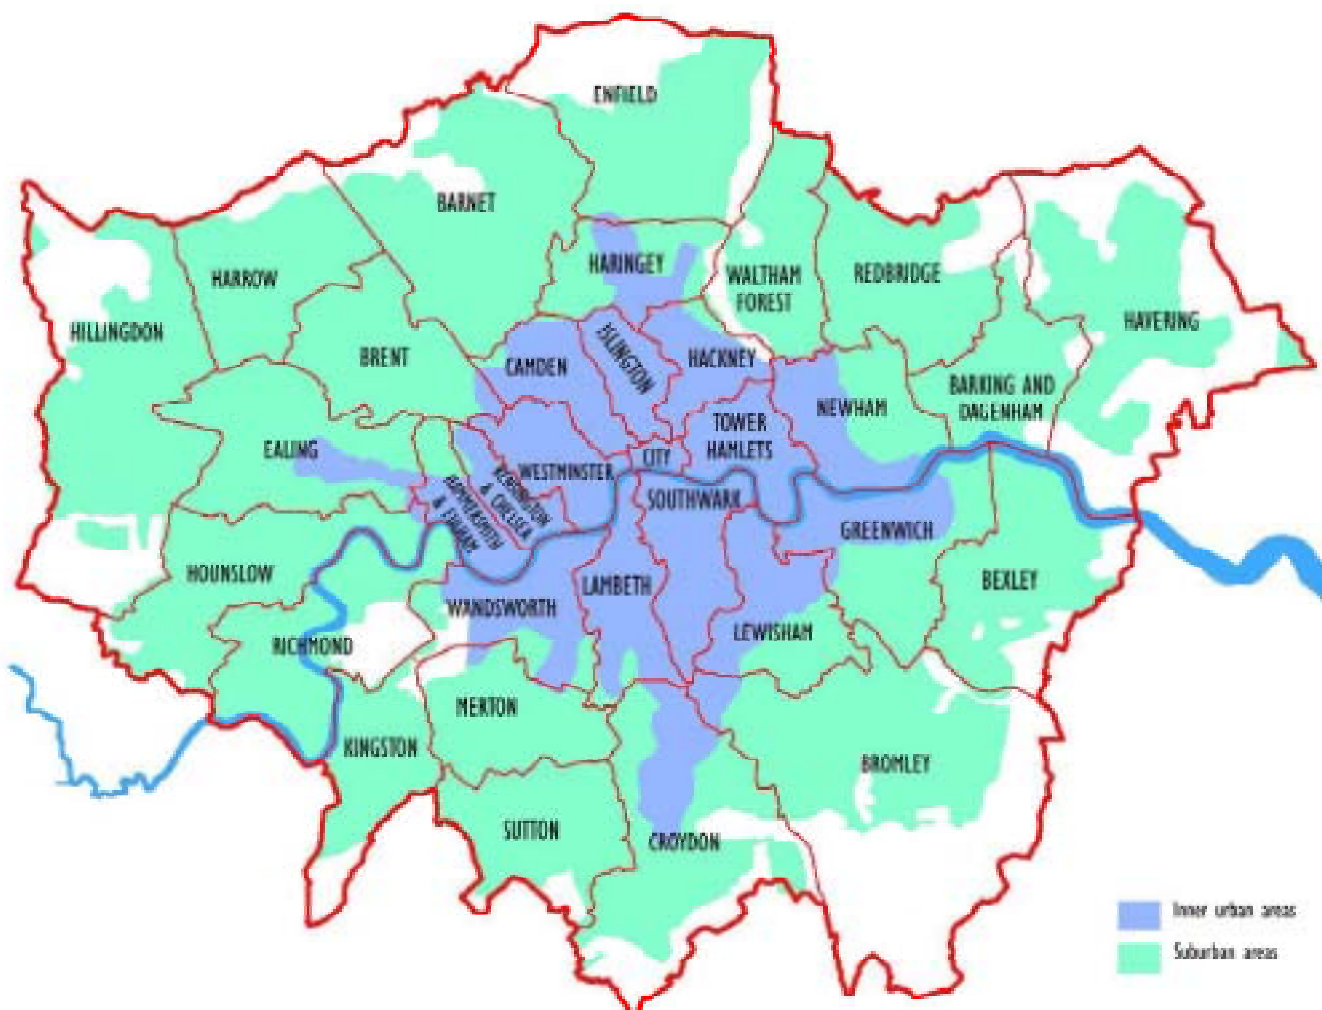 ENFIELD
BARNET
HARINGEY
HARROW
WALTHAM
FOREST
REDBRIDGE
HILLINGDON
HAVERING
BRENT
CAMDEN
ISLINGTON
HACKNEY
NEWHAM
BARKING AND
DAGENHAM
EALING
TOWER
HAMLETS
CITY
WESTMINSTER
KENSINGTON
& CHELSEA
HAMMERSMITH
& FULHAM
SOUTHWARK
GREENWICH
HOUNSLOW
BEXLEY
LAMBETH
WANDSWORTH
LEWISHAM
RICHMOND
MERTON
KINGSTON
BROMLEY
SUTTON
CROYDON
Inner urban areas
Suburban areas